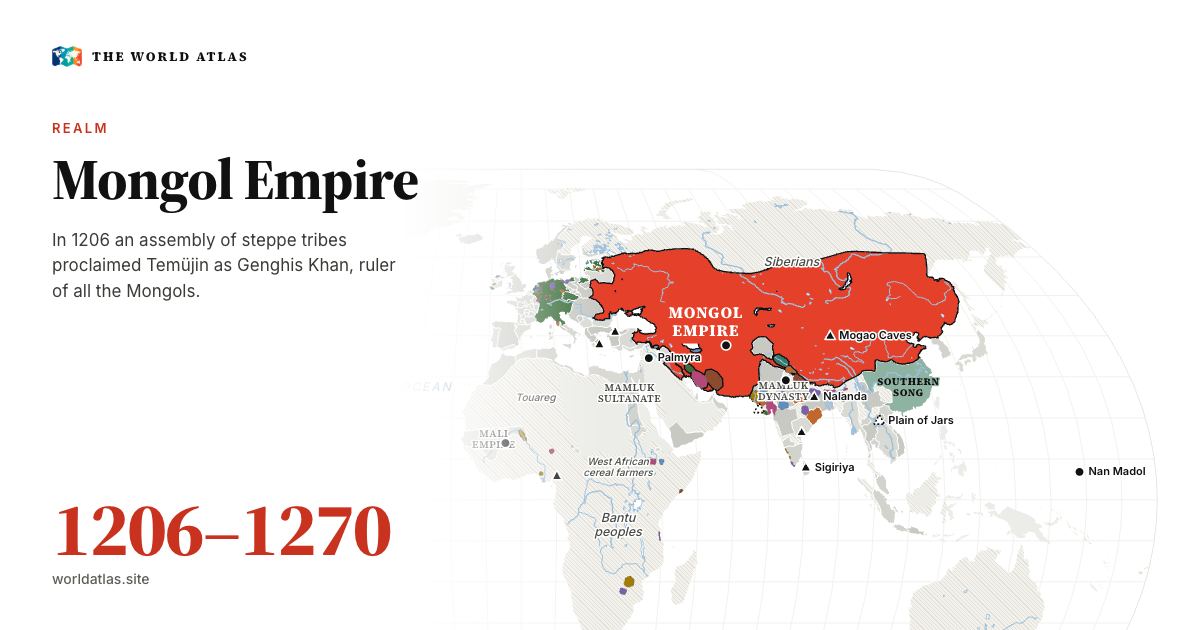 THE WORLD ATLAS
REALM
Mongol Empire
In 1206 an assembly of steppe tribes
proclaimed Temüjin as Genghis Khan, ruler
of all the Mongols.
1206–1270
worldatlas.site
Siberians
MONGOL
EMPIRE
Mogao Caves
Palmyra
MAMLUK
SULTANATE
MAMLUK
DYNASTY
SOUTHERN
SONG
Nalanda
Plain of Jars
OCEAN
Touareg
MALI
EMPIRE
West African
cereal farmers
Sigiriya
Nan Madol
Bantu
peoples